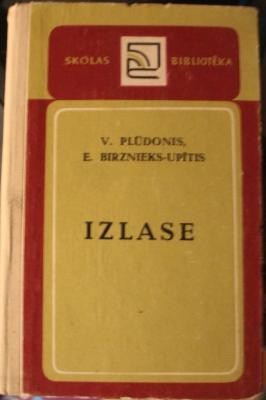 SKOLAS BIBLIOTĒKA
V. PLŪDONIS,
E. BIRZNIEKS-UPĪTIS
IZLASE